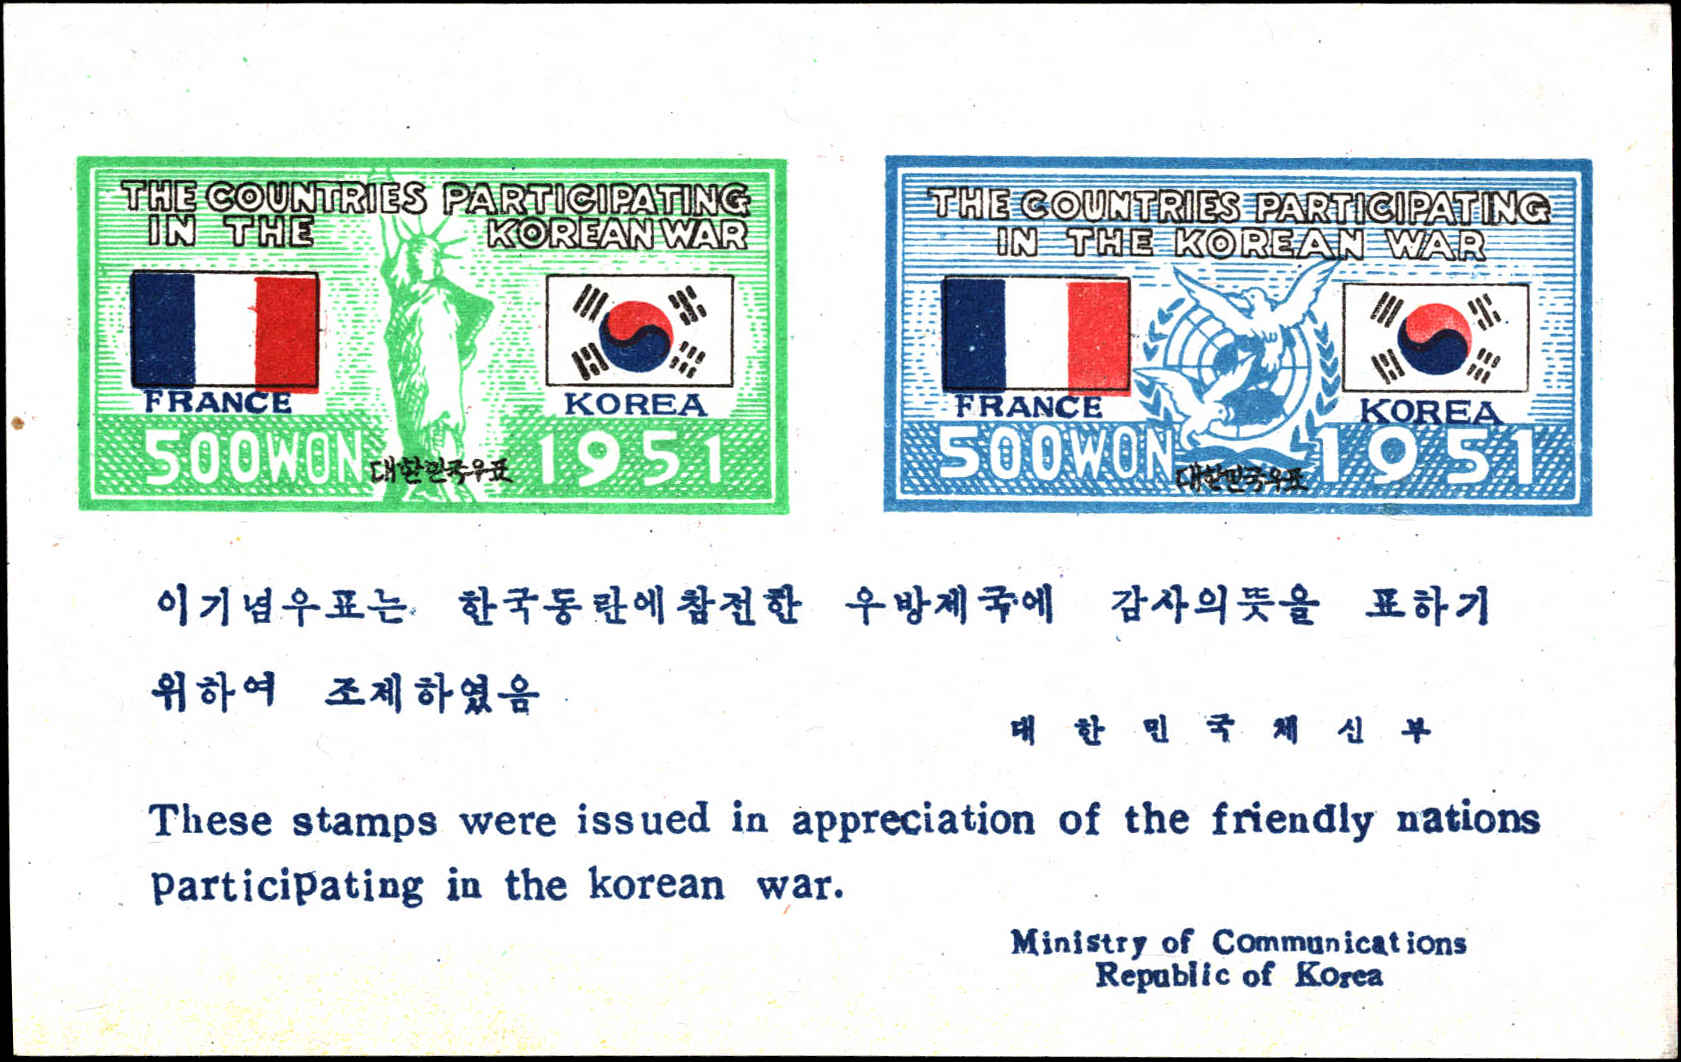 THE COUNTRIES PARTICIPATING
IN THE KOREAN WAR
FRANCE
KOREA
500WON
1951
대한민국우표
THE COUNTRIES PARTICIPATING
IN THE KOREAN WAR
FRANCE
KOREA
500WON
1951
대한민국우표
이기념우표는 한국동란에참전한 우방제국에 감사의뜻을 표하기
위하여 조제하였음
대한민국체신부
These stamps were issued in appreciation of the friendly nations
participating in the korean war.
Ministry of Communications
Republic of Korea